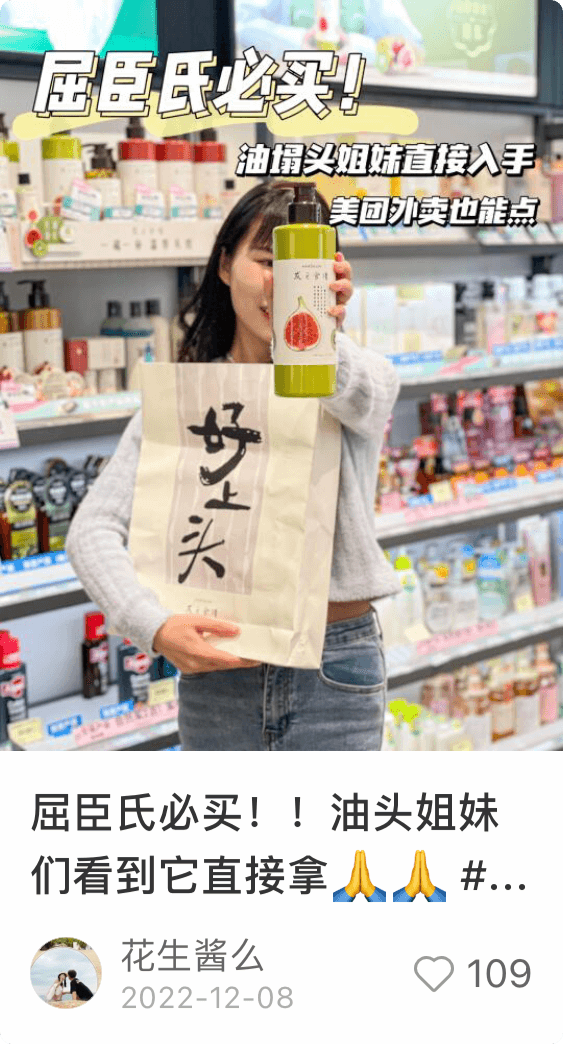 屈臣氏必买!
油塌头姐妹直接入手
美团外卖也能点
好上头
屈臣氏必买！！油头姐妹
们看到它直接拿🙏🙏 #...
花生酱么
2022-12-08
109